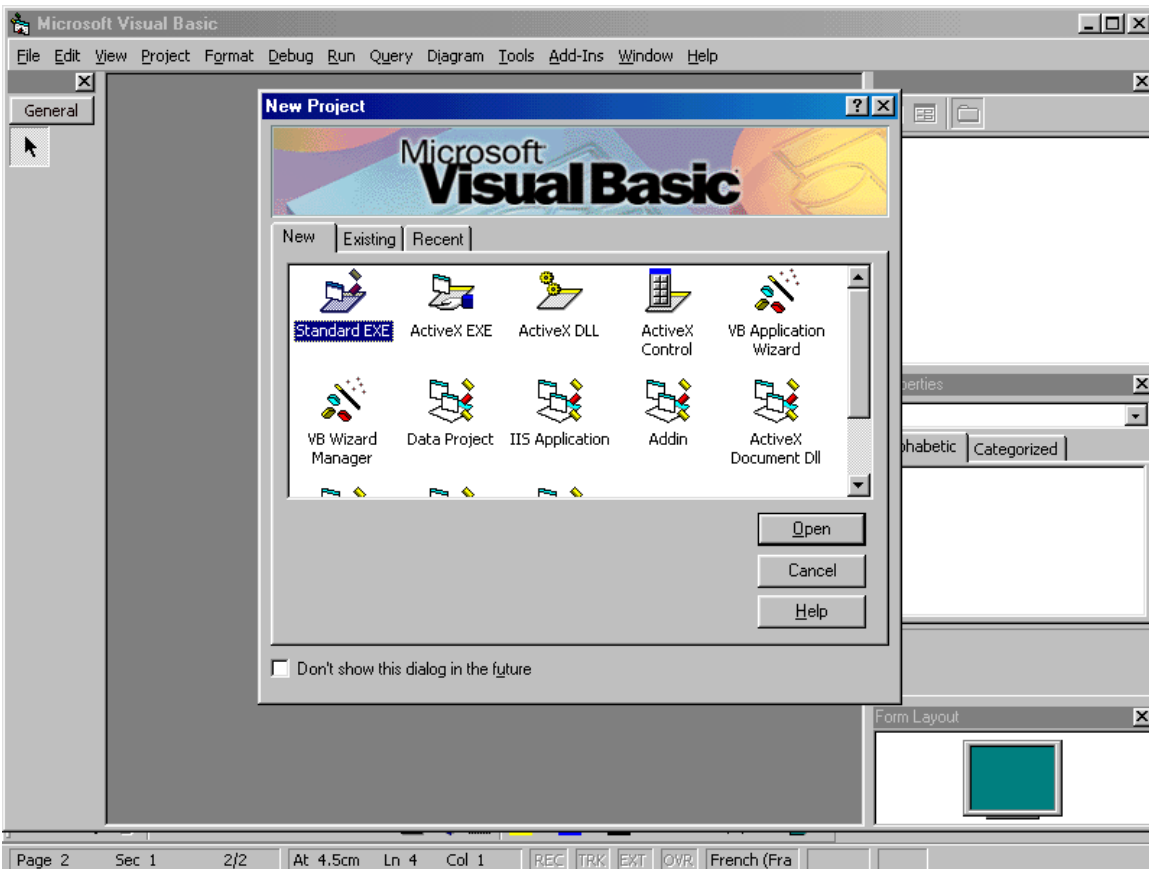 Microsoft Visual Basic
File Edit View Project Format Debug Run Query Diagram Tools Add-Ins Window Help
General
New Project
Microsoft
Visual Basic
New Existing Recent
Standard EXE ActiveX EXE ActiveX DLL ActiveX Control VB Application Wizard
VB Wizard Manager Data Project IIS Application Addin ActiveX Document Dll
Open
Cancel
Help
Don't show this dialog in the future
perties
phabetic Categorized
Form Layout
Page 2 Sec 1 2/2 At 4.5cm Ln 4 Col 1 REC TRK EXT OVR French (Fra